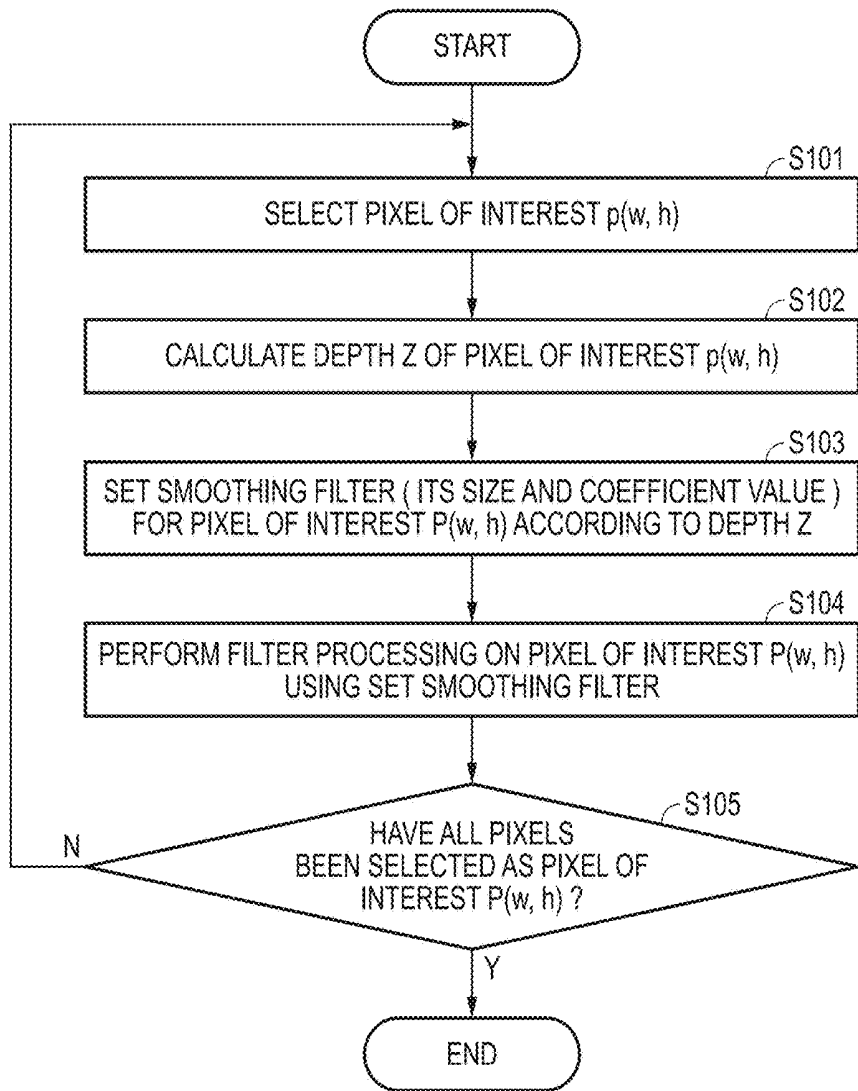 START
S101
SELECT PIXEL OF INTEREST p(w, h)
S102
CALCULATE DEPTH Z OF PIXEL OF INTEREST p(w, h)
S103
SET SMOOTHING FILTER ( ITS SIZE AND COEFFICIENT VALUE )
FOR PIXEL OF INTEREST P(w, h) ACCORDING TO DEPTH Z
S104
PERFORM FILTER PROCESSING ON PIXEL OF INTEREST P(w, h)
USING SET SMOOTHING FILTER
S105
HAVE ALL PIXELS
BEEN SELECTED AS PIXEL OF
INTEREST P(w, h) ?
N
Y
END